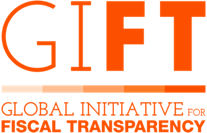 GIFT
GLOBAL INITIATIVE FOR
FISCAL TRANSPARENCY